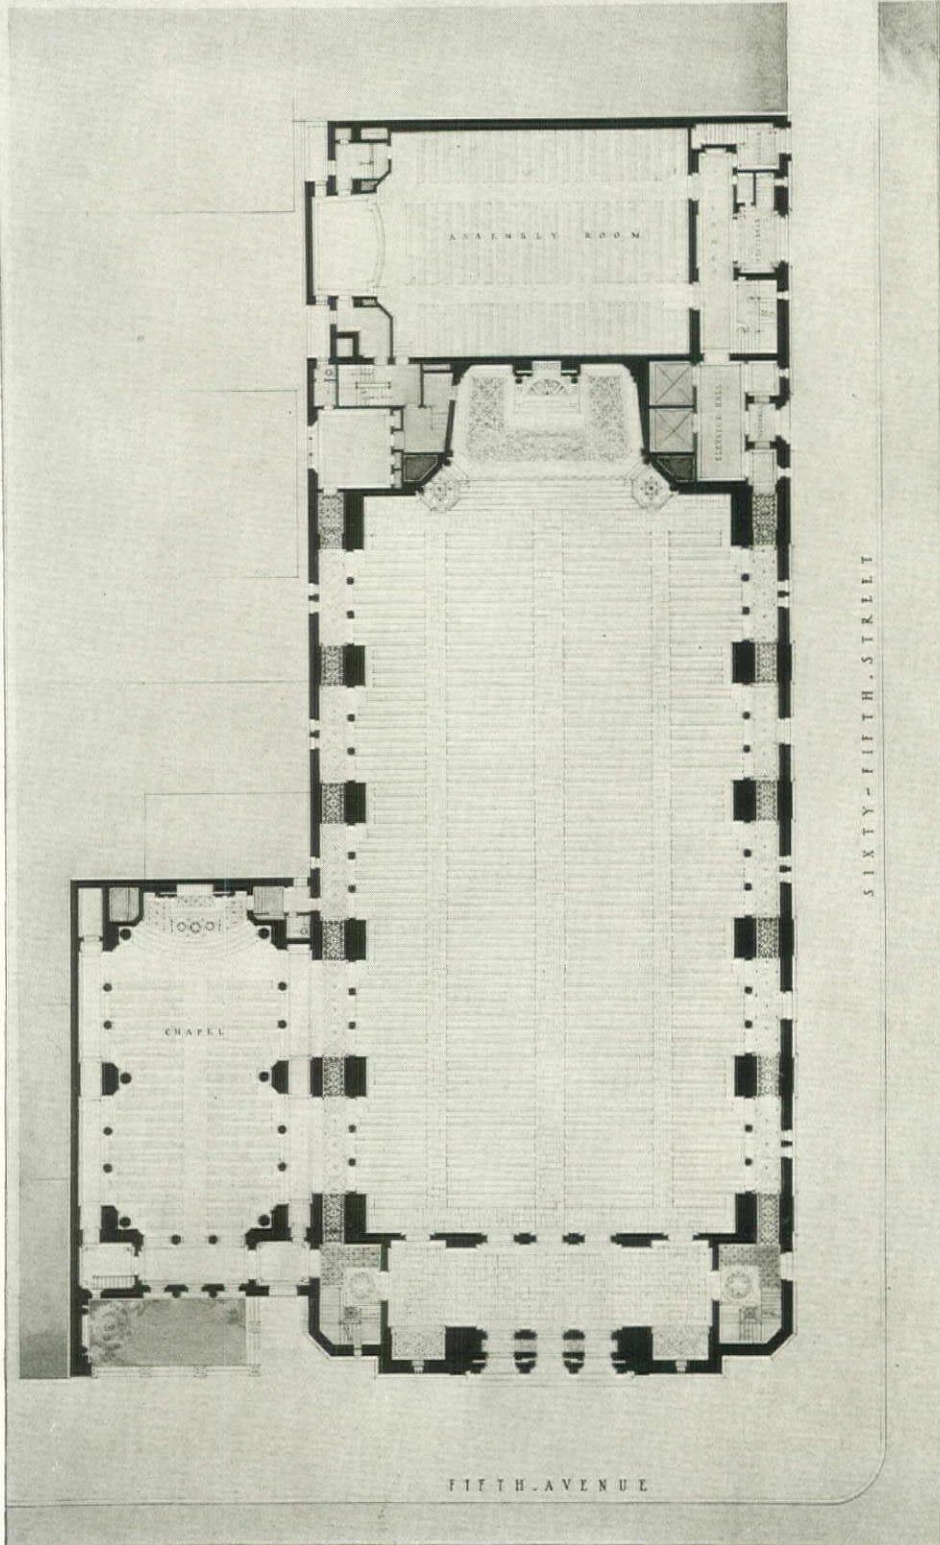 ASSEMBLY ROOM
ELEVATOR HALL
SIXTY-FIFTH.STREET
CHAPEL
FIFTH.AVENUE